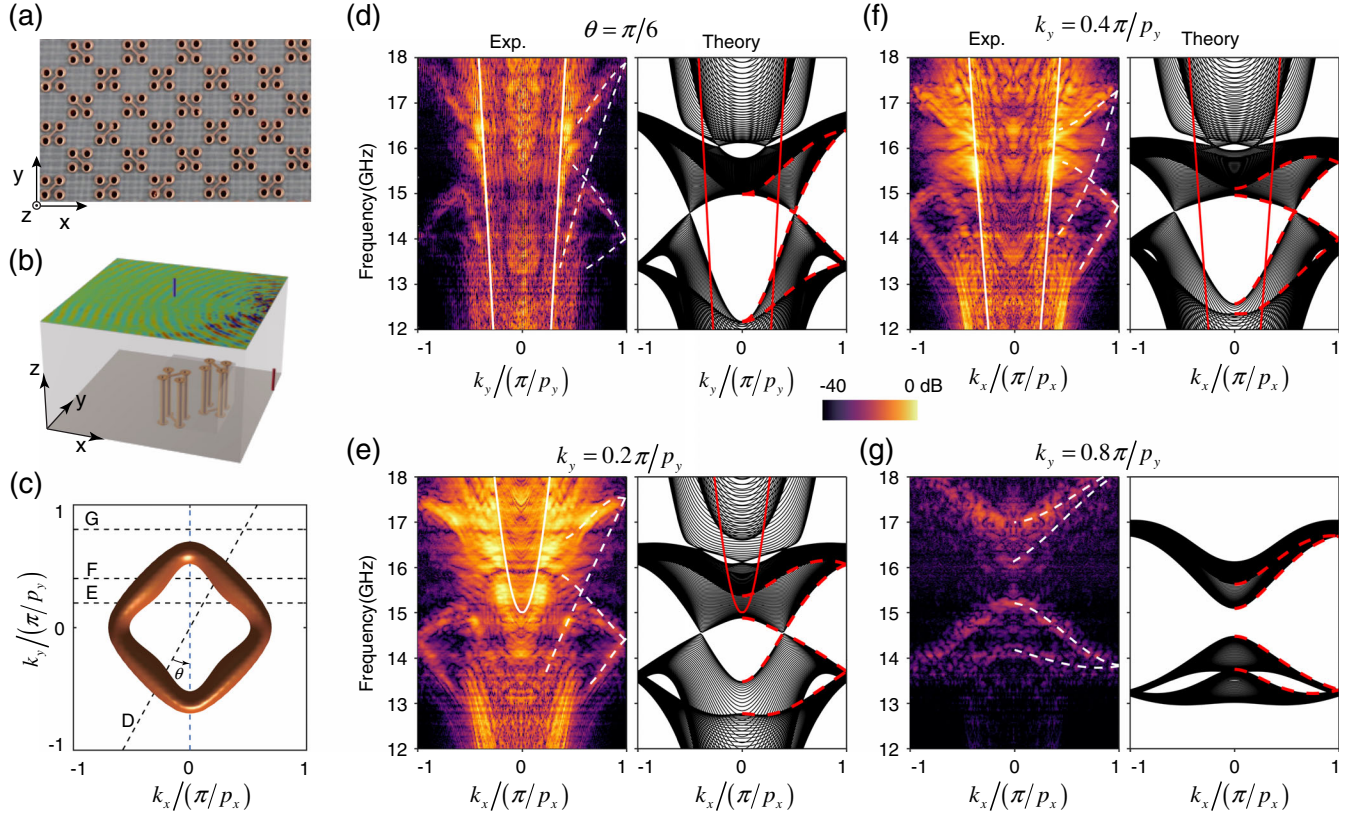 (a)
y
z
x
(b)
z
y
x
(c)
1
G
F
E
0
θ
D
-1
-1
0
1
k_y/(π/p_y)
k_x/(π/p_x)
(d)
θ = π/6
Exp.
Theory
Frequency(GHz)
18
17
16
15
14
13
12
-1
0
1
-1
0
1
k_y/(π/p_y)
k_y/(π/p_y)
(f)
k_y = 0.4π/p_y
Exp.
Theory
18
17
16
15
14
13
12
-1
0
1
-1
0
1
k_x/(π/p_x)
k_x/(π/p_x)
-40
0 dB
(e)
k_y = 0.2π/p_y
Frequency(GHz)
18
17
16
15
14
13
12
-1
0
1
-1
0
1
k_x/(π/p_x)
k_x/(π/p_x)
(g)
k_y = 0.8π/p_y
18
17
16
15
14
13
12
-1
0
1
-1
0
1
k_x/(π/p_x)
k_x/(π/p_x)